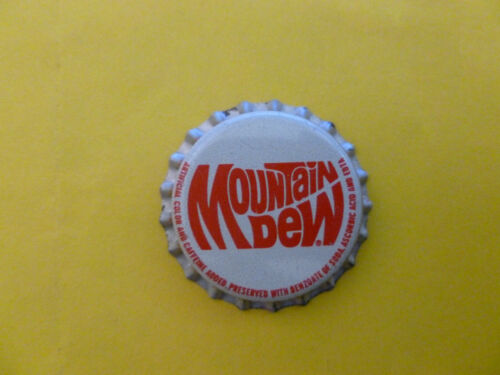 MOUNTAIN
DEW®
ARTIFICIAL COLOR AND CAFFEINE ADDED. PRESERVED WITH BENZOATE OF SODA, ASCORBIC ACID AND EDTA